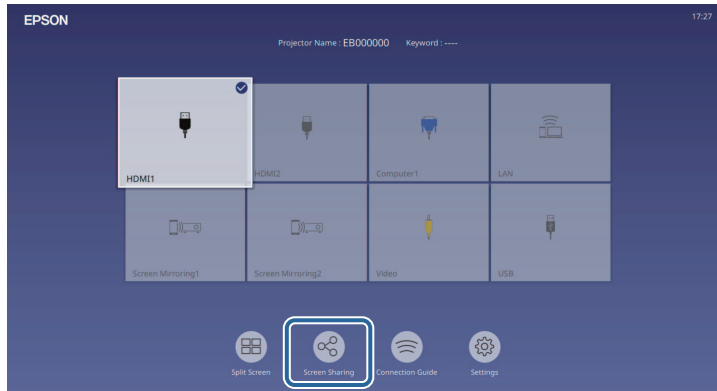 EPSON
17:27
Projector Name : EB000000 Keyword : ----
HDMI1
HDMI2
Computer1
LAN
Screen Mirroring1
Screen Mirroring2
Video
USB
Split Screen
Screen Sharing
Connection Guide
Settings